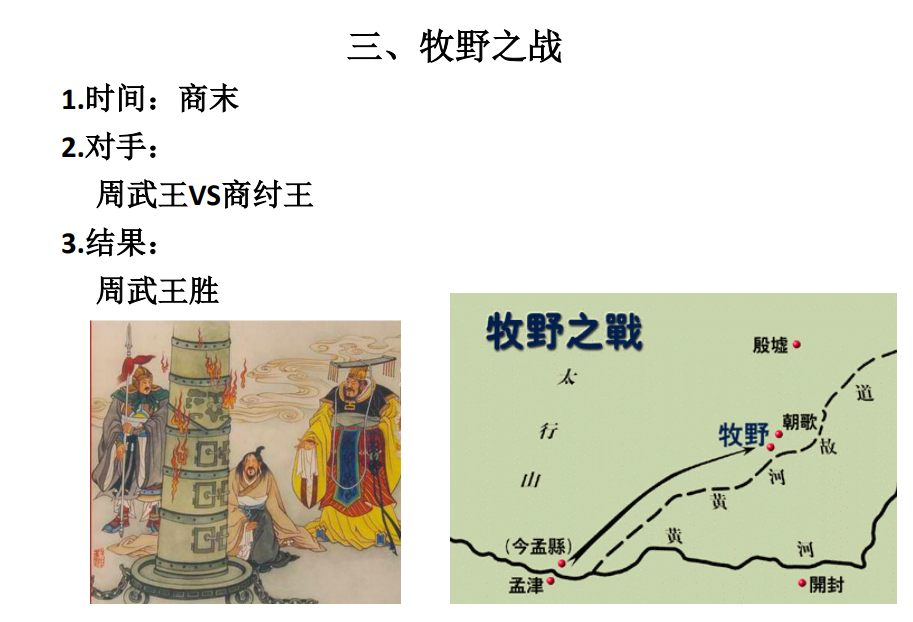 三、牧野之战
1.时间：商末
2.对手：
周武王VS商纣王
3.结果：
周武王胜
牧野之戰
殷墟
太行山
朝歌
牧野
黄河故道
黄河
(今孟縣)
孟津
開封